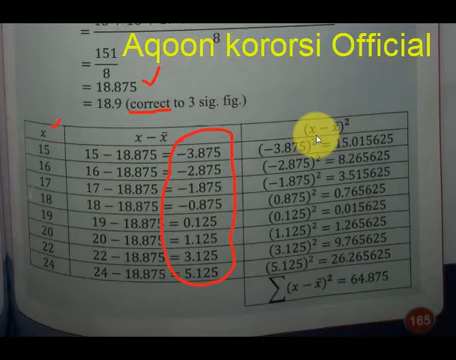 Aqoon kororsi Official
8
= 151/8
= 18.875
= 18.9 (correct to 3 sig. fig.)
x x − x̄ (x − x̄)²
15 15 − 18.875 = −3.875 (−3.875)² = 15.015625
16 16 − 18.875 = −2.875 (−2.875)² = 8.265625
17 17 − 18.875 = −1.875 (−1.875)² = 3.515625
18 18 − 18.875 = −0.875 (0.875)² = 0.765625
19 19 − 18.875 = 0.125 (0.125)² = 0.015625
20 20 − 18.875 = 1.125 (1.125)² = 1.265625
22 22 − 18.875 = 3.125 (3.125)² = 9.765625
24 24 − 18.875 = 5.125 (5.125)² = 26.265625
∑(x − x̄)² = 64.875
165